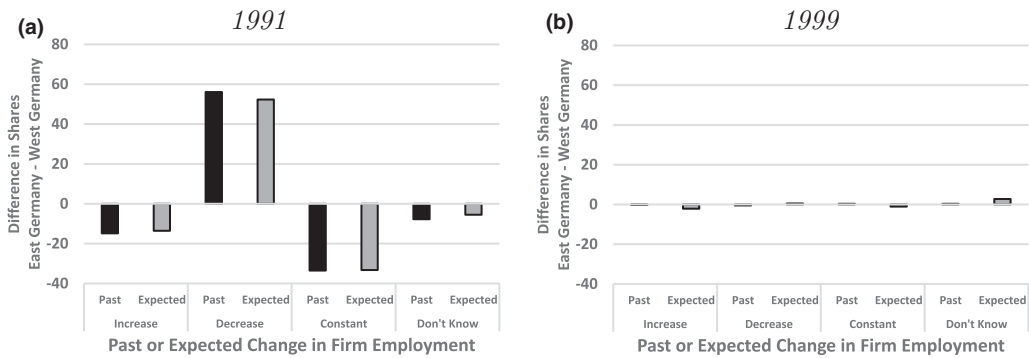 (a)
1991
Difference in Shares
East Germany - West Germany
80
60
40
20
0
-20
-40
Past Expected Past Expected Past Expected Past Expected
Increase Decrease Constant Don't Know
Past or Expected Change in Firm Employment
(b)
1999
Difference in Shares
East Germany - West Germany
80
60
40
20
0
-20
-40
Past Expected Past Expected Past Expected Past Expected
Increase Decrease Constant Don't Know
Past or Expected Change in Firm Employment